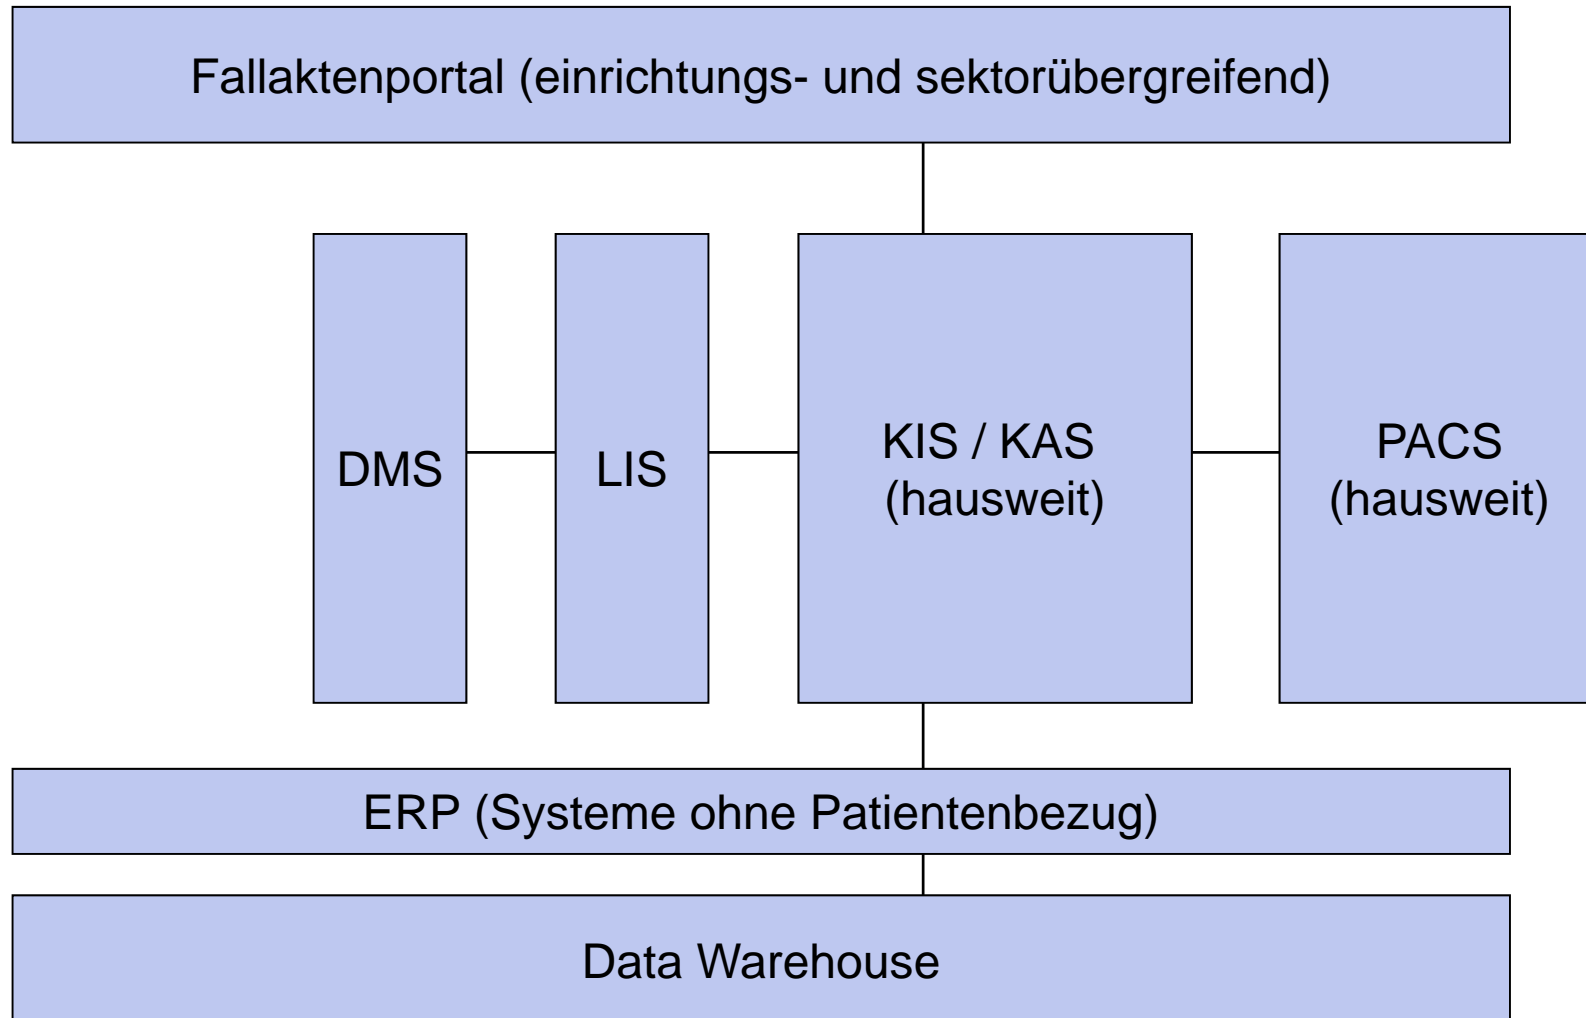 Fallaktenportal (einrichtungs- und sektorübergreifend)
DMS
LIS
KIS / KAS
(hausweit)
PACS
(hausweit)
ERP (Systeme ohne Patientenbezug)
Data Warehouse